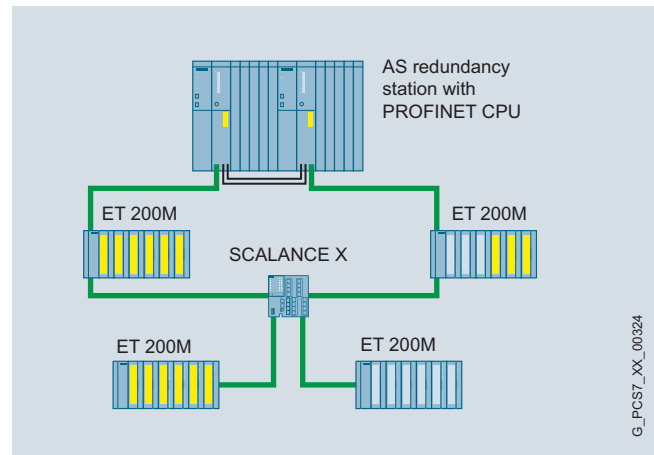 AS redundancy
station with
PROFINET CPU
ET 200M
ET 200M
SCALANCE X
ET 200M
ET 200M
G_PCS7_XX_00324